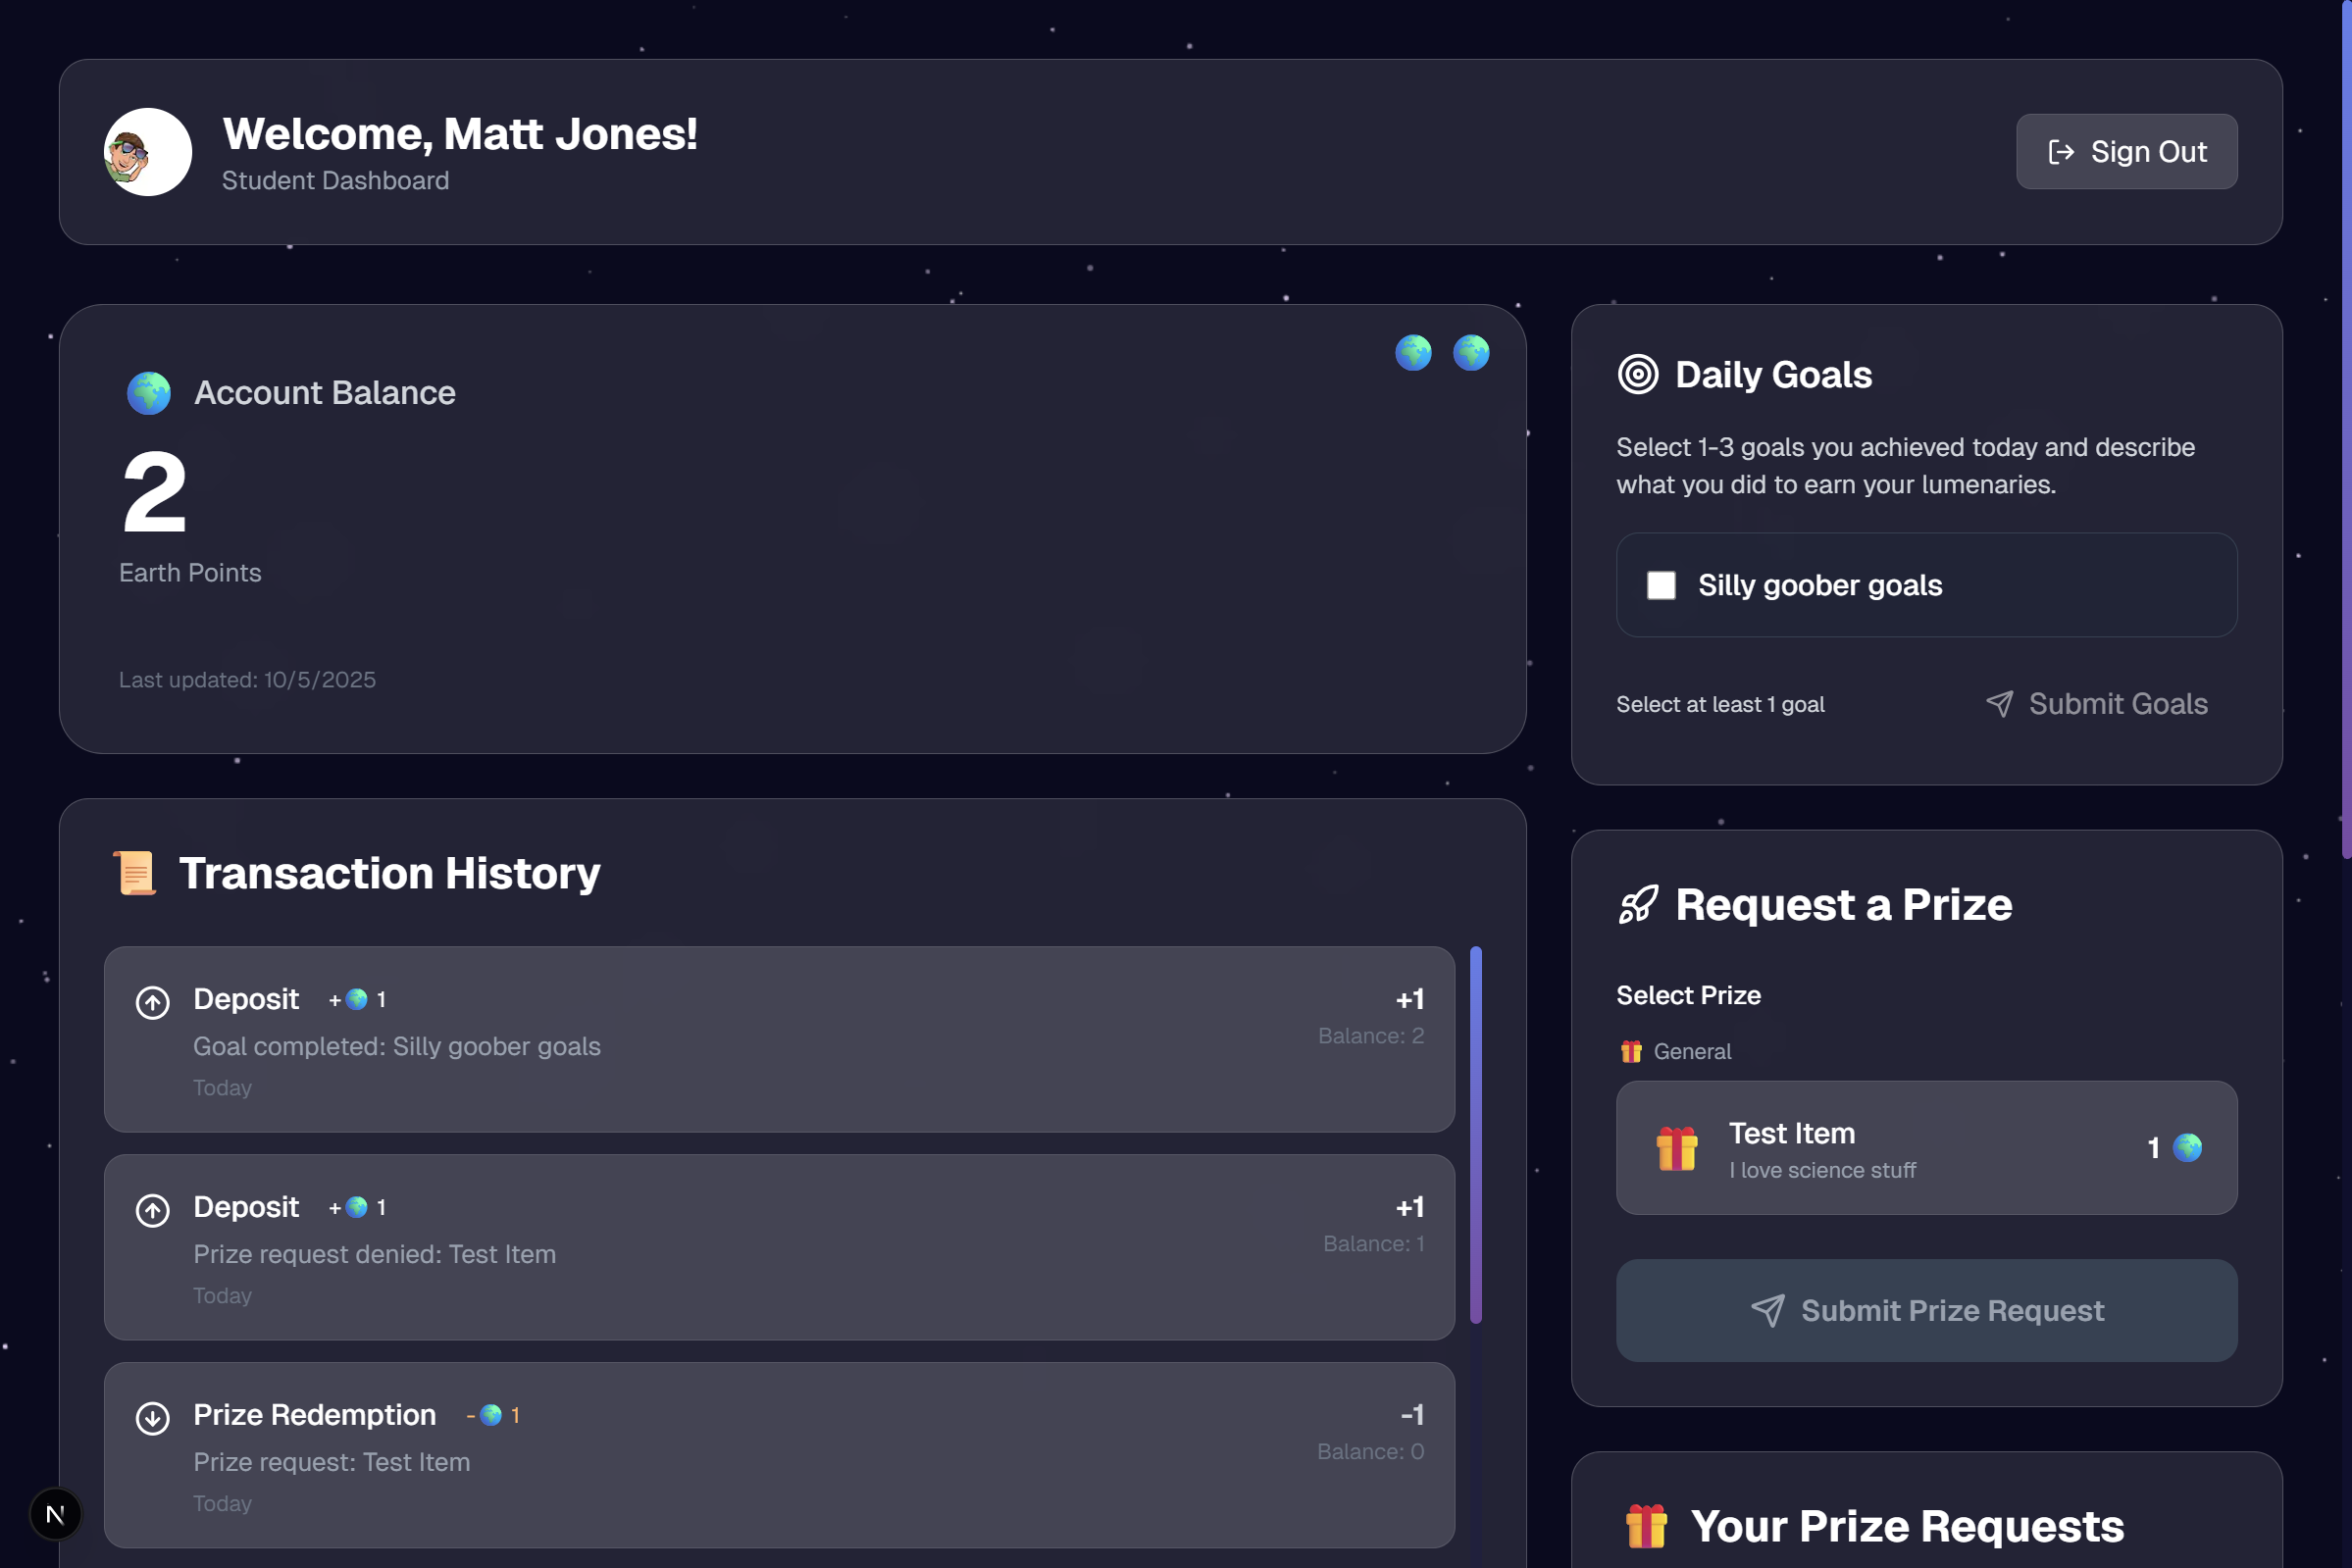 Welcome, Matt Jones!
Student Dashboard
Sign Out
Account Balance
2
Earth Points
Last updated: 10/5/2025
Daily Goals
Select 1-3 goals you achieved today and describe
what you did to earn your lumenaries.
Silly goober goals
Select at least 1 goal
Submit Goals
Transaction History
Deposit + 1 +1
Goal completed: Silly goober goals Balance: 2
Today
Deposit + 1 +1
Prize request denied: Test Item Balance: 1
Today
Prize Redemption - 1 -1
Prize request: Test Item Balance: 0
Today
Request a Prize
Select Prize
General
Test Item 1
I love science stuff
Submit Prize Request
Your Prize Requests
N